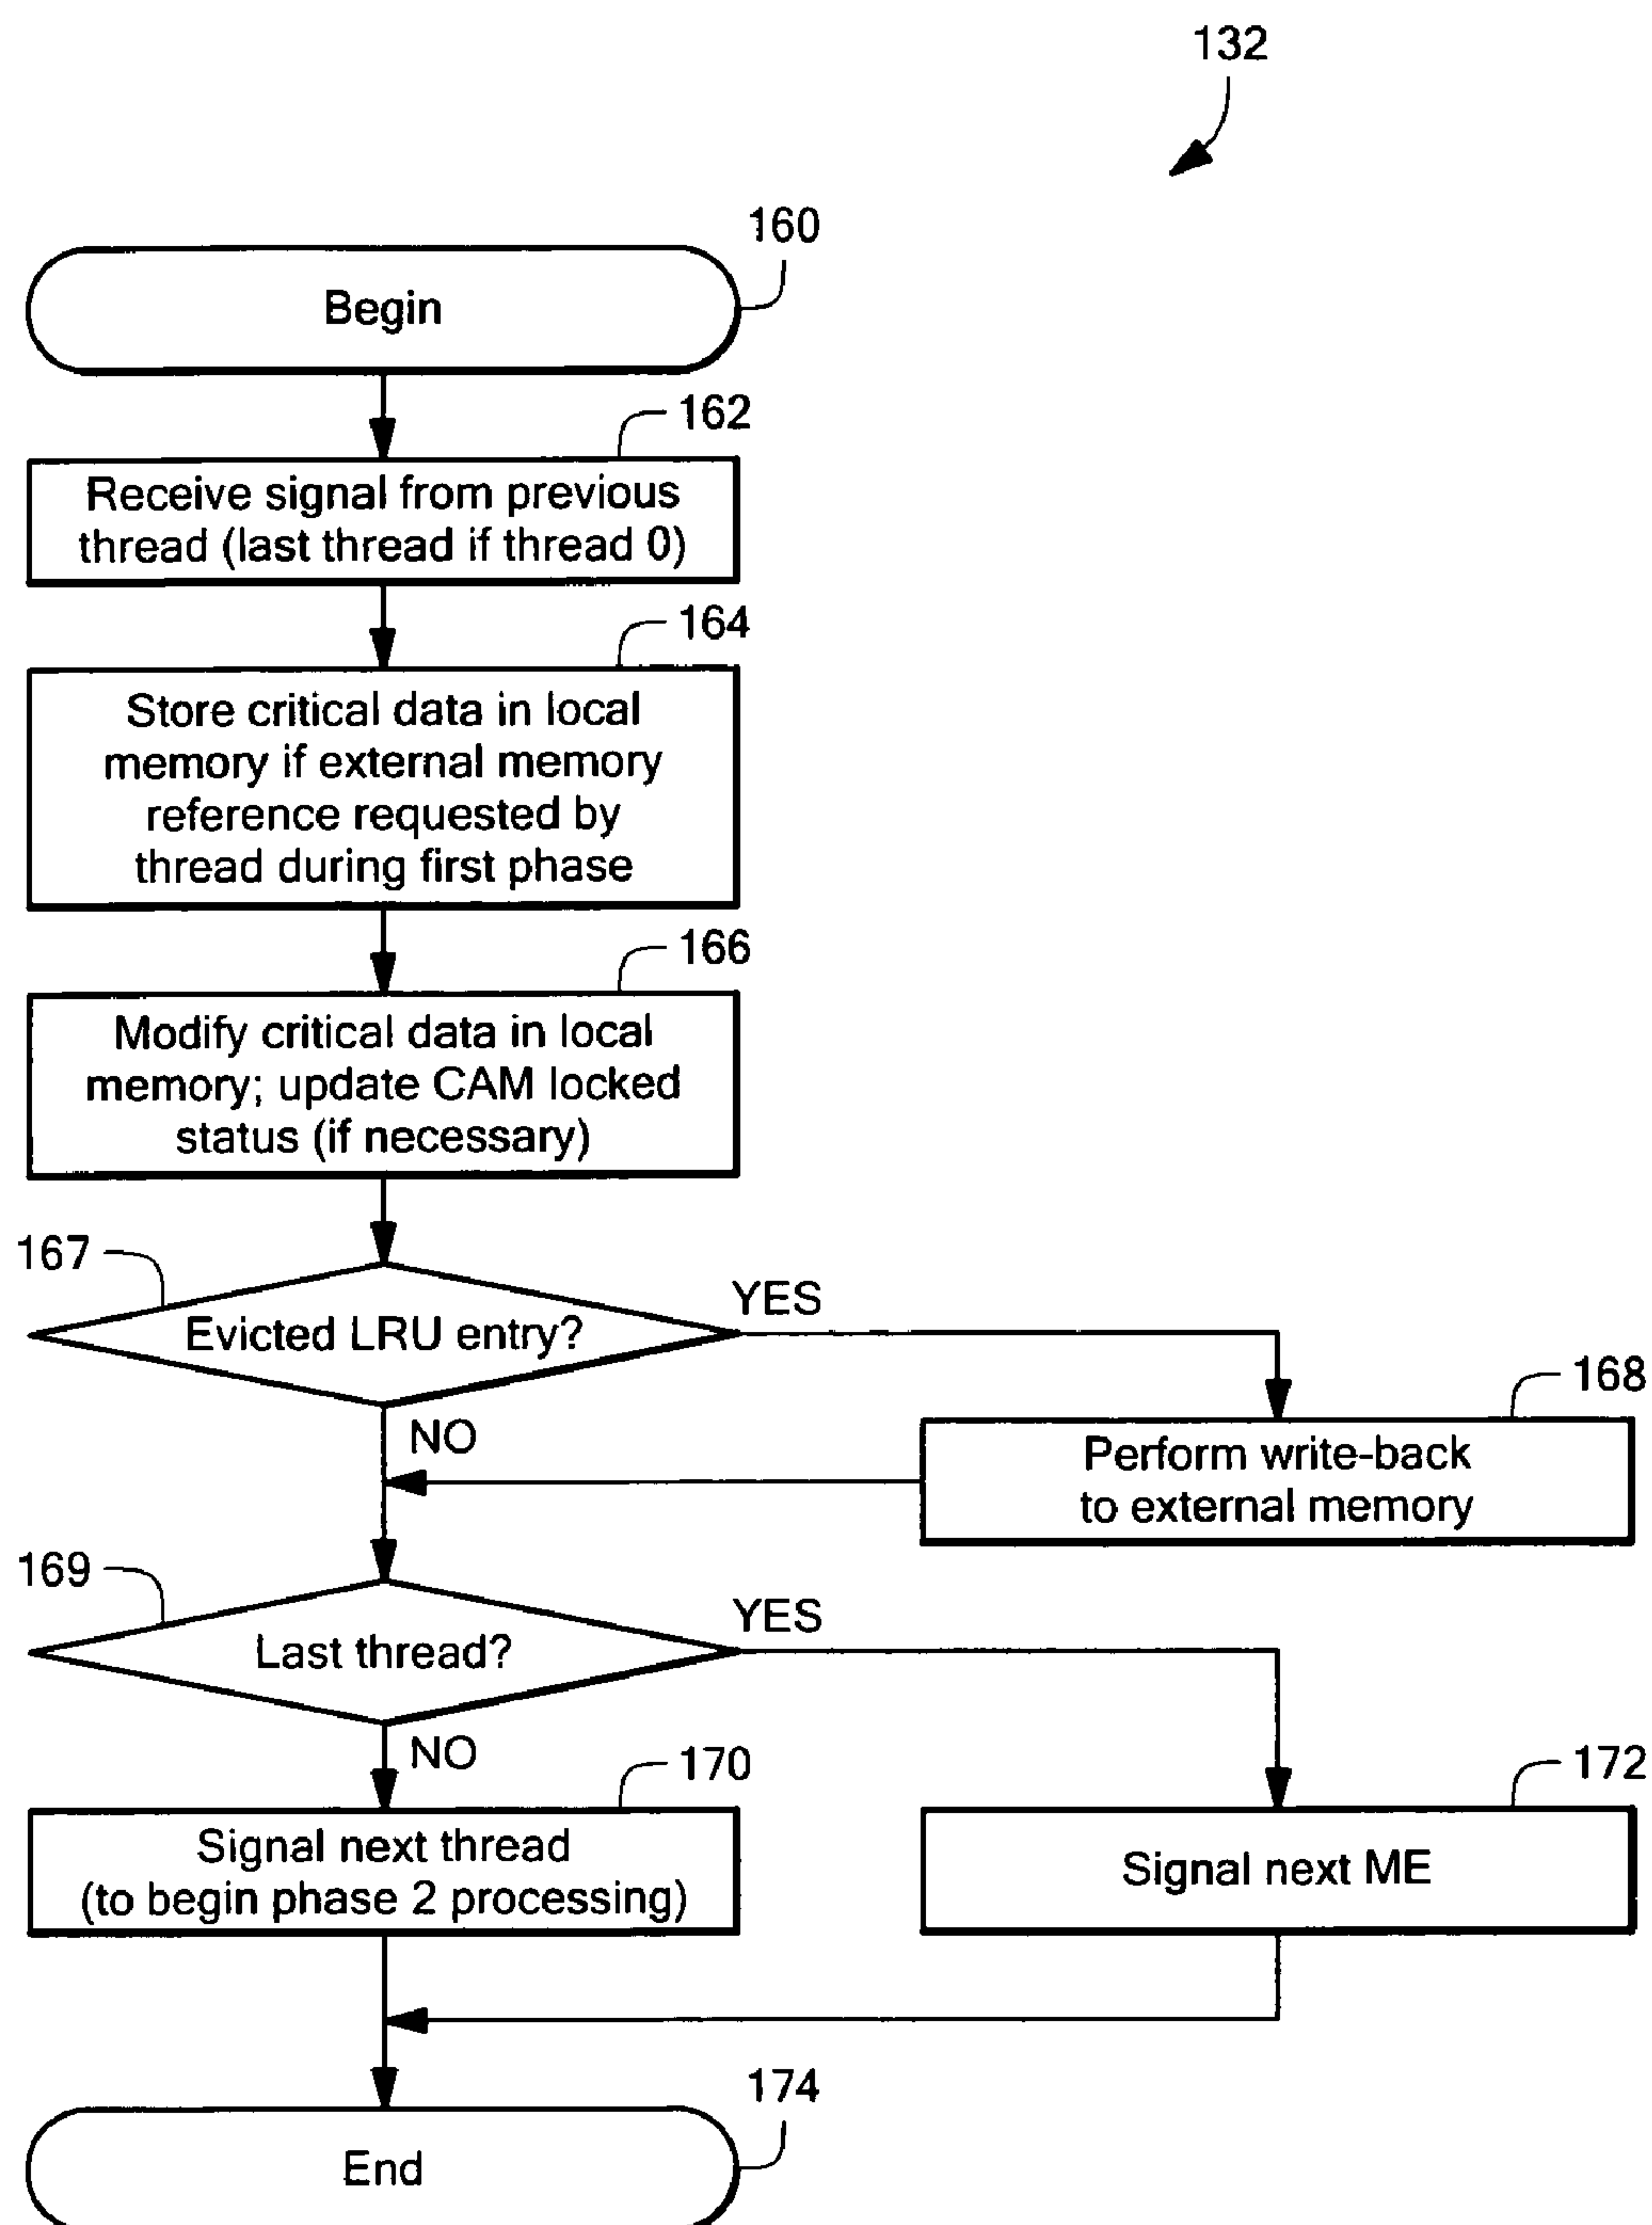 132
160
Begin
162
Receive signal from previous
thread (last thread if thread 0)
164
Store critical data in local
memory if external memory
reference requested by
thread during first phase
166
Modify critical data in local
memory; update CAM locked
status (if necessary)
167
Evicted LRU entry?
YES
NO
168
Perform write-back
to external memory
169
Last thread?
YES
NO
170
Signal next thread
(to begin phase 2 processing)
172
Signal next ME
174
End